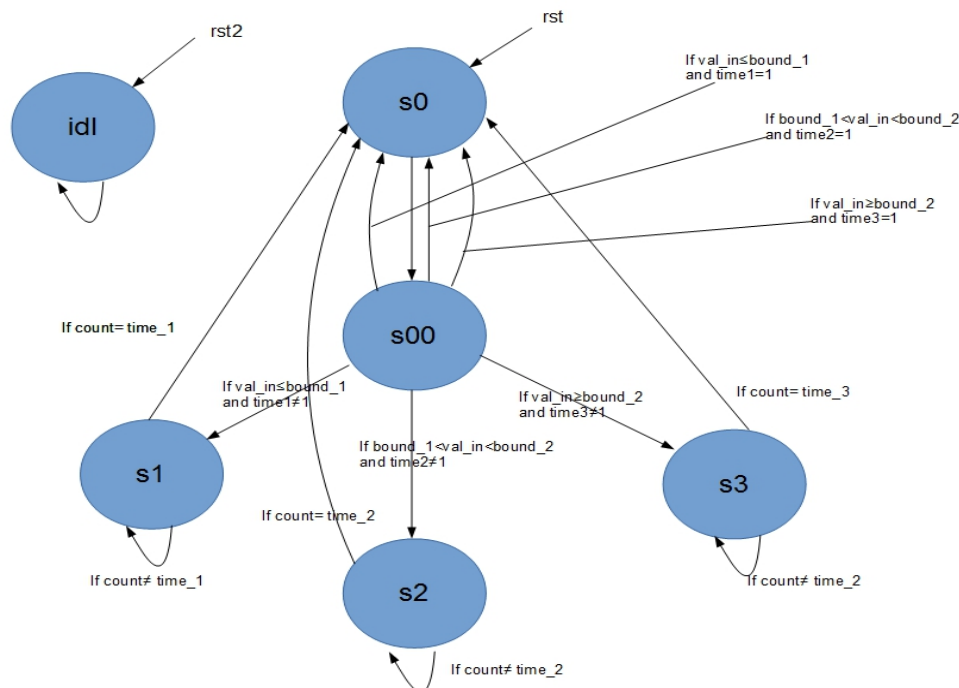 rst
rst2
If val_in≤bound_1
and time1=1
s0
idl
If bound_1<val_in<bound_2
and time2=1
If val_in≥bound_2
and time3=1
If count= time_1
s00
If val_in≤bound_1
and time1≠1
If val_in≥bound_2
and time3≠1
If count= time_3
If bound_1<val_in<bound_2
and time2≠1
s1
s3
If count= time_2
If count≠ time_1
If count≠ time_2
s2
If count≠ time_2